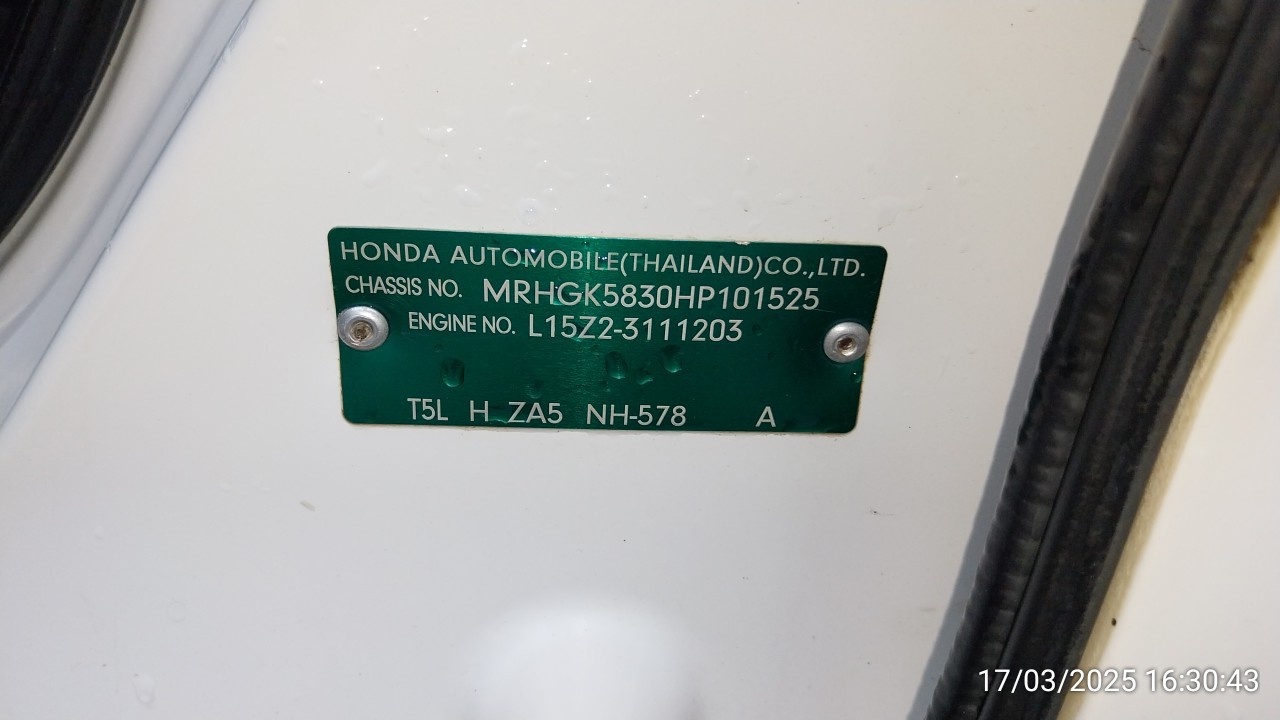 HONDA AUTOMOBILE(THAILAND)CO.,LTD.
CHASSIS NO. MRHGK5830HP101525
ENGINE NO. L15Z2-3111203
T5L H ZA5 NH-578 A
17/03/2025 16:30:43